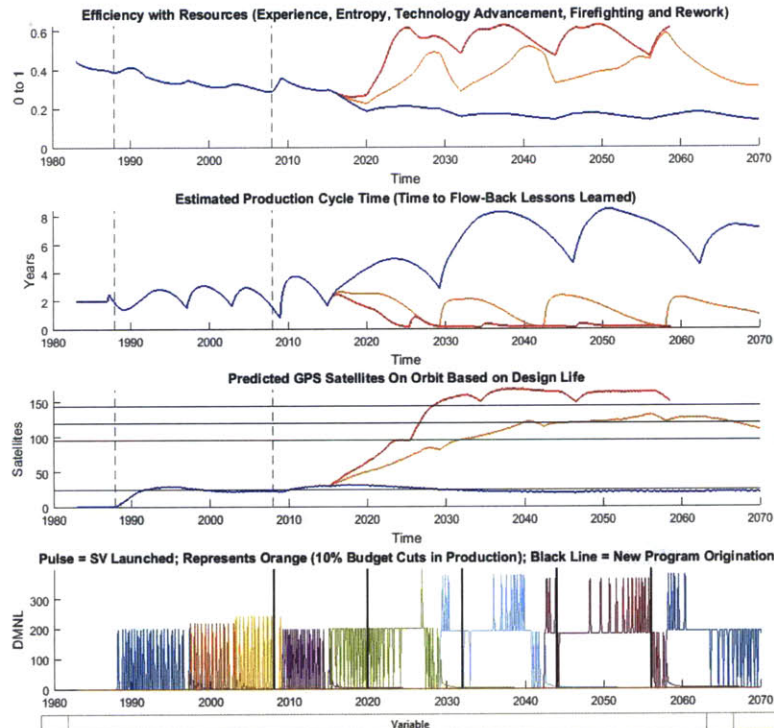 Efficiency with Resources (Experience, Entropy, Technology Advancement, Firefighting and Rework)
0.6
0.4
0.2
0
0 to 1
1980 1990 2000 2010 2020 2030 2040 2050 2060 2070
Time
Estimated Production Cycle Time (Time to Flow-Back Lessons Learned)
8
6
4
2
0
Years
1980 1990 2000 2010 2020 2030 2040 2050 2060 2070
Time
Predicted GPS Satellites On Orbit Based on Design Life
150
100
50
0
Satellites
1980 1990 2000 2010 2020 2030 2040 2050 2060 2070
Time
Pulse = SV Launched; Represents Orange (10% Budget Cuts in Production); Black Line = New Program Origination
300
200
100
0
DMNL
1980 1990 2000 2010 2020 2030 2040 2050 2060 2070
Variable